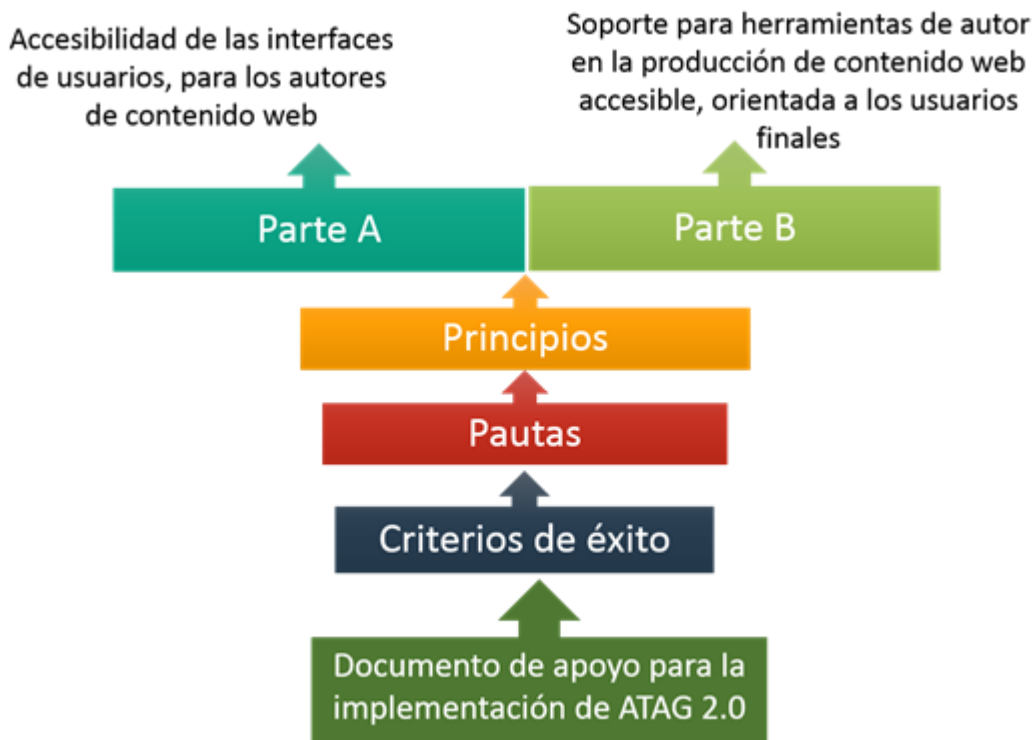 Accesibilidad de las interfaces
de usuarios, para los autores
de contenido web
Soporte para herramientas de autor
en la producción de contenido web
accesible, orientada a los usuarios
finales
Parte A
Parte B
Principios
Pautas
Criterios de éxito
Documento de apoyo para la
implementación de ATAG 2.0